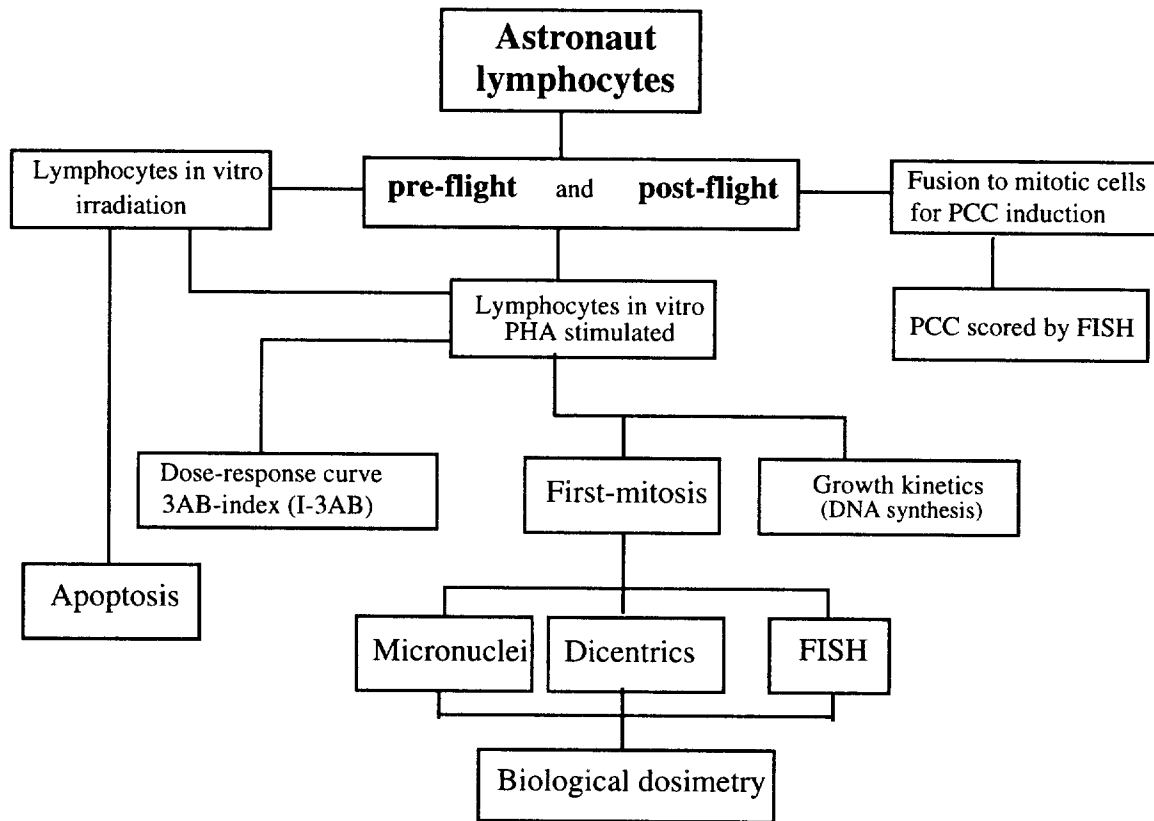 Astronaut
lymphocytes
Lymphocytes in vitro
irradiation
pre-flight and post-flight
Fusion to mitotic cells
for PCC induction
Lymphocytes in vitro
PHA stimulated
PCC scored by FISH
Dose-response curve
3AB-index (I-3AB)
First-mitosis
Growth kinetics
(DNA synthesis)
Apoptosis
Micronuclei
Dicentrics
FISH
Biological dosimetry